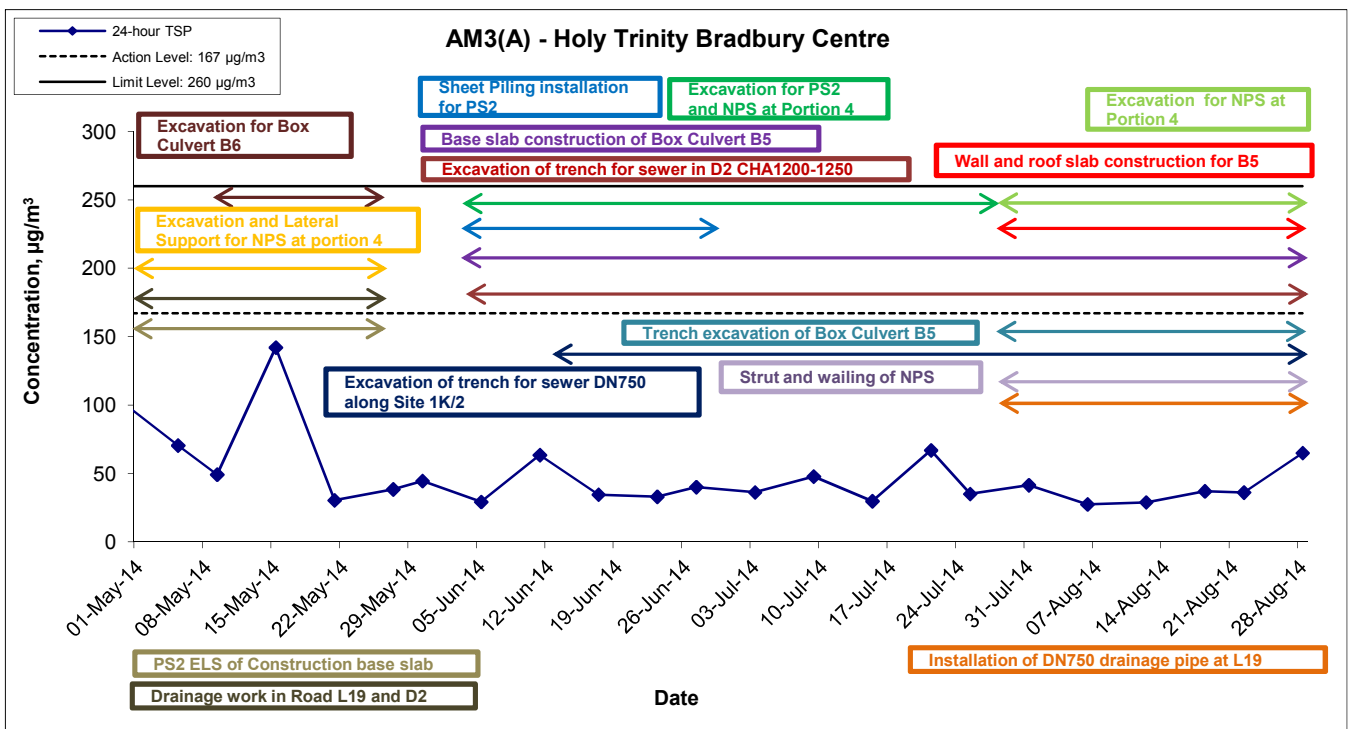 24-hour TSP
Action Level: 167 µg/m3
Limit Level: 260 µg/m3
AM3(A) - Holy Trinity Bradbury Centre
Sheet Piling installation
for PS2
Excavation for PS2
and NPS at Portion 4
Excavation for NPS at
Portion 4
Excavation for Box
Culvert B6
Base slab construction of Box Culvert B5
Wall and roof slab construction for B5
Excavation of trench for sewer in D2 CHA1200-1250
Excavation and Lateral
Support for NPS at portion 4
Trench excavation of Box Culvert B5
Excavation of trench for sewer DN750
along Site 1K/2
Strut and wailing of NPS
Concentration, µg/m³
300
250
200
150
100
50
0
01-May-14
08-May-14
15-May-14
22-May-14
29-May-14
05-Jun-14
12-Jun-14
19-Jun-14
26-Jun-14
03-Jul-14
10-Jul-14
17-Jul-14
24-Jul-14
31-Jul-14
07-Aug-14
14-Aug-14
21-Aug-14
28-Aug-14
PS2 ELS of Construction base slab
Installation of DN750 drainage pipe at L19
Drainage work in Road L19 and D2
Date